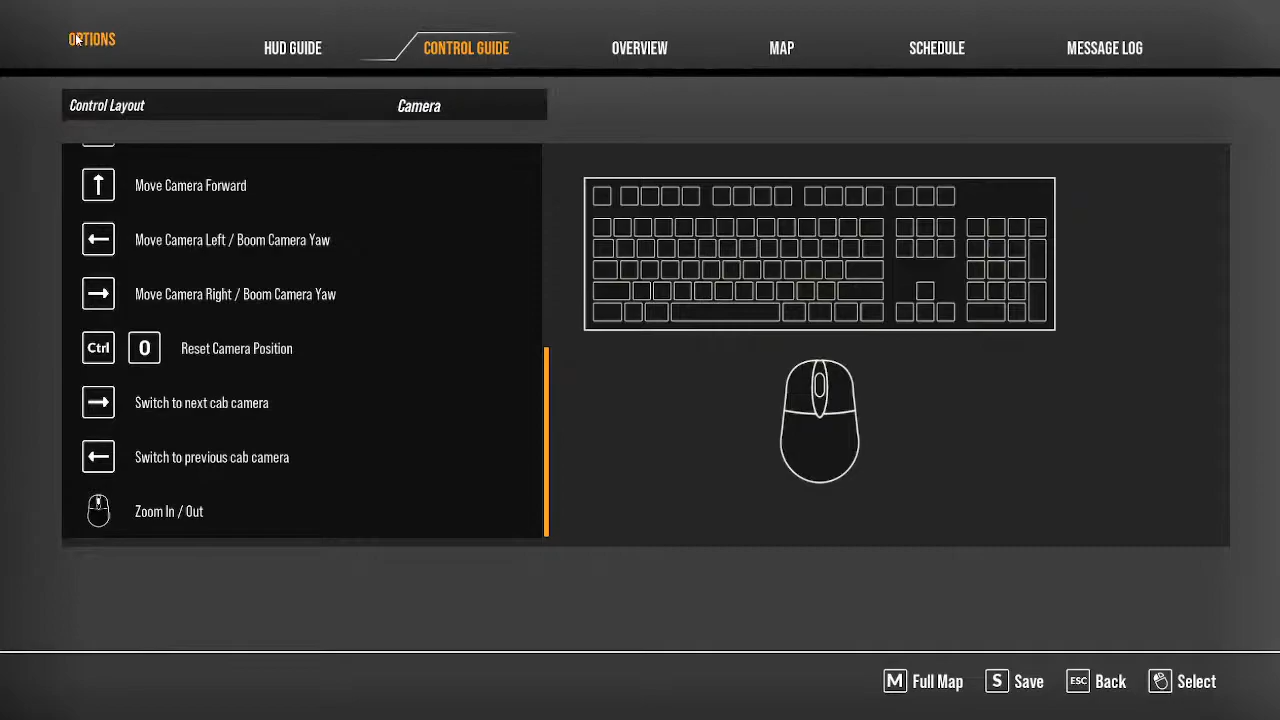 OPTIONS
HUD GUIDE
CONTROL GUIDE
OVERVIEW
MAP
SCHEDULE
MESSAGE LOG
Control Layout
Camera
Move Camera Forward
Move Camera Left / Boom Camera Yaw
Move Camera Right / Boom Camera Yaw
Ctrl 0 Reset Camera Position
Switch to next cab camera
Switch to previous cab camera
Zoom In / Out
M Full Map
S Save
ESC Back
Select